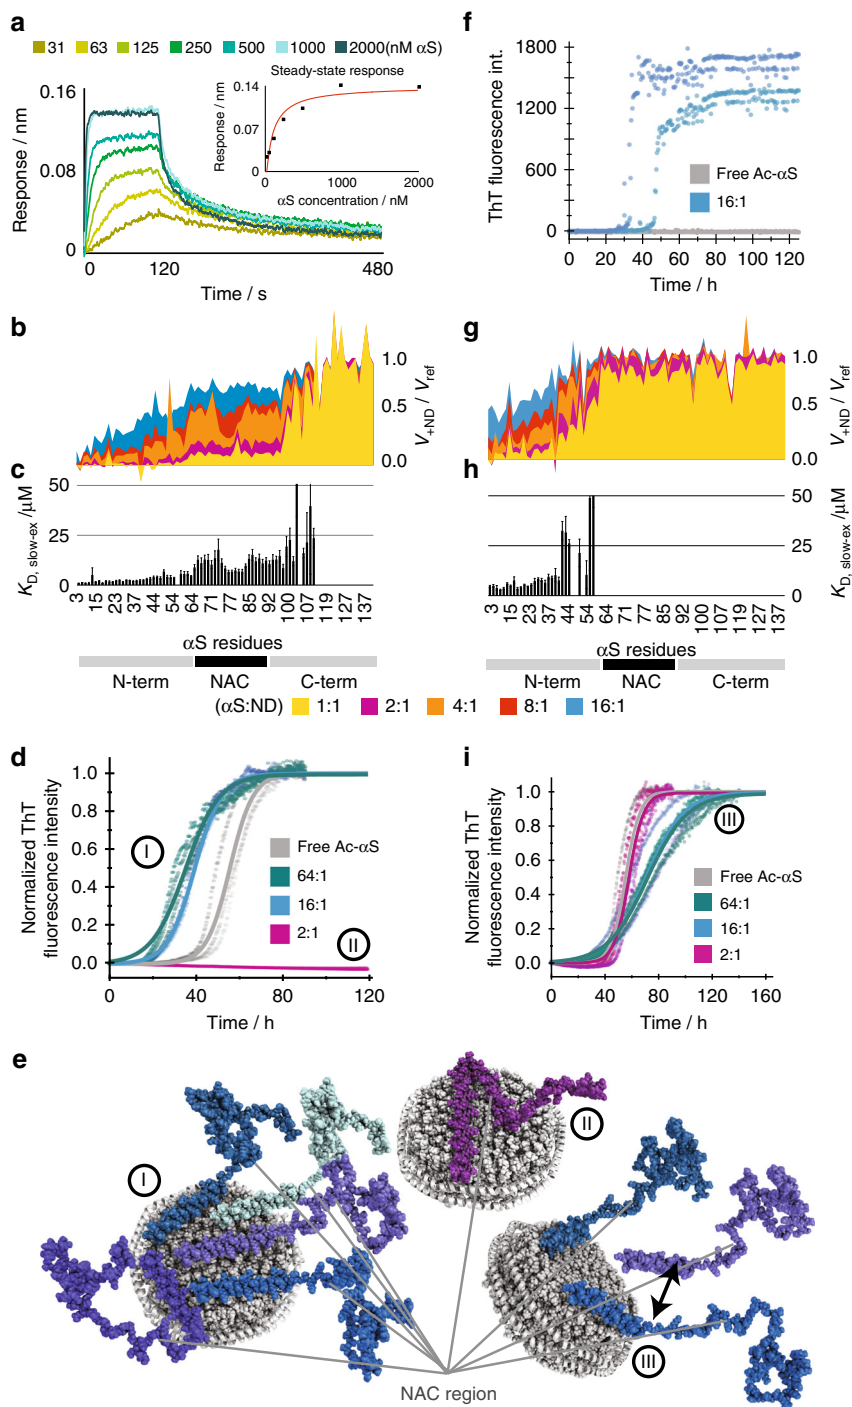 a
31 63 125 250 500 1000 2000(nM αS)
Response / nm
0.16
0.08
0
0 120 480
Time / s
Steady-state response
Response / nm
0.14
0.07
0
0 1000 2000
αS concentration / nM
f
ThT fluorescence int.
1800
1200
600
0
Free Ac-αS
16:1
0 20 40 60 80 100 120
Time / h
b
1.0
0.5
0.0
V+ND / Vref
g
1.0
0.5
0.0
V+ND / Vref
c
KD, slow-ex /μM
50
25
0
3 15 23 37 44 54 64 71 77 85 92 100 107 119 127 137
αS residues
N-term NAC C-term
h
50
25
0
KD, slow-ex /μM
3 15 23 37 44 54 64 71 77 85 92 100 107 119 127 137
αS residues
N-term NAC C-term
(αS:ND) 1:1 2:1 4:1 8:1 16:1
d
Normalized ThT
fluorescence intensity
1.0
0.8
0.6
0.4
0.2
0.0
I
Free Ac-αS
64:1
16:1
2:1
II
0 40 80 120
Time / h
i
Normalized ThT
fluorescence intensity
1.0
0.8
0.6
0.4
0.2
0.0
III
Free Ac-αS
64:1
16:1
2:1
0 40 80 120 160
Time / h
e
I
II
III
NAC region